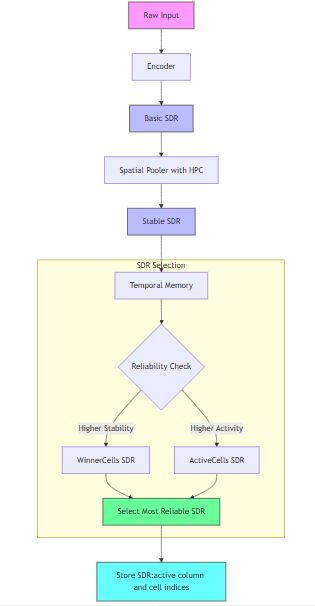 Raw Input
Encoder
Basic SDR
Spatial Pooler with HPC
Stable SDR
SDR Selection
Temporal Memory
Reliability Check
Higher Stability
Higher Activity
WinnerCells SDR
ActiveCells SDR
Select Most Reliable SDR
Store SDR:active column
and cell indices